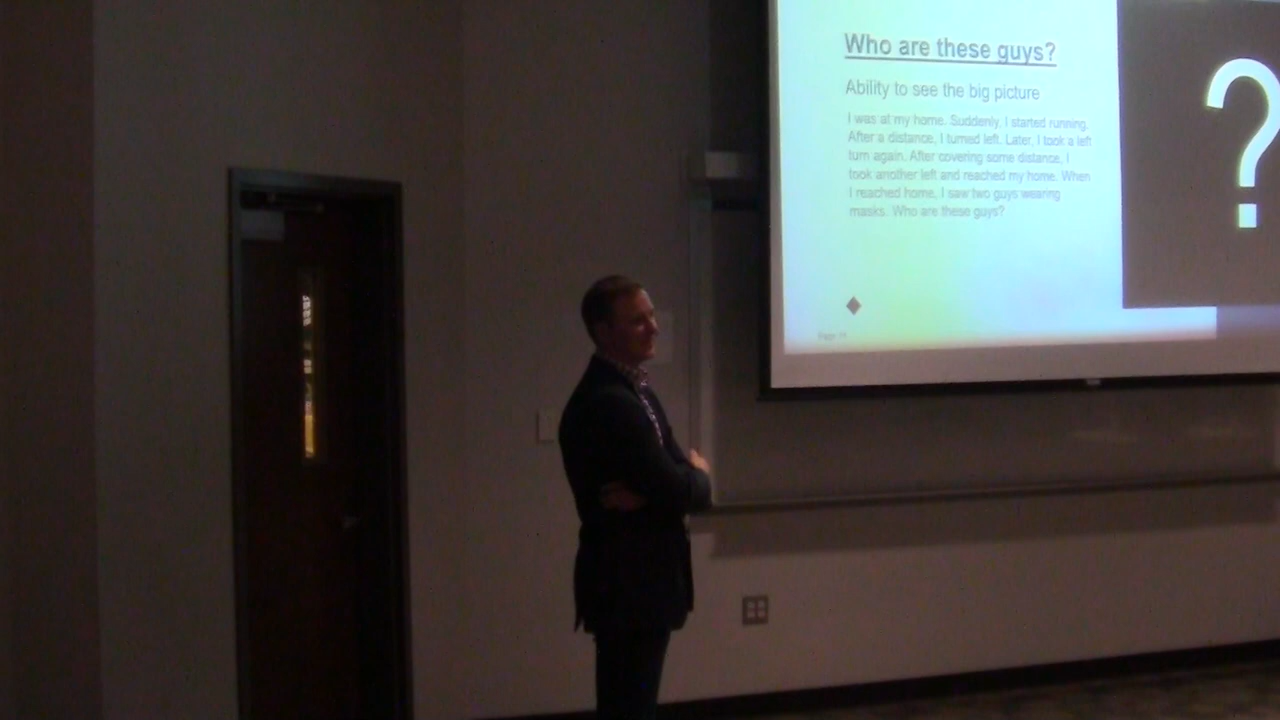 Who are these guys?
Ability to see the big picture
I was at my home. Suddenly, I started running.
After a distance, I turned left. Later, I took a left
turn again. After covering some distance, I
took another left and reached my home. When
I reached home, I saw two guys wearing
masks. Who are these guys?
?